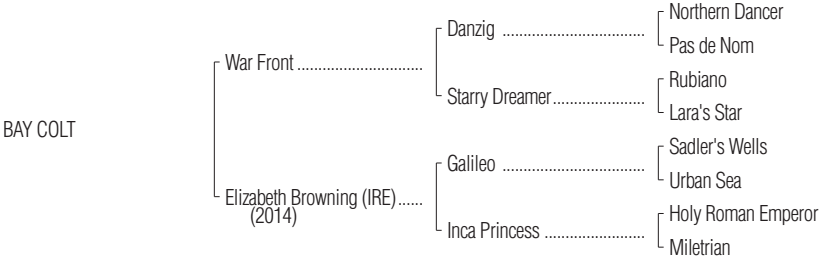 Northern Dancer
Danzig ..................................
Pas de Nom
War Front ..............................
Rubiano
Starry Dreamer......................
Lara's Star
BAY COLT
Sadler's Wells
Galileo ..................................
Urban Sea
Elizabeth Browning (IRE)......
(2014)
Holy Roman Emperor
Inca Princess ........................
Miletrian